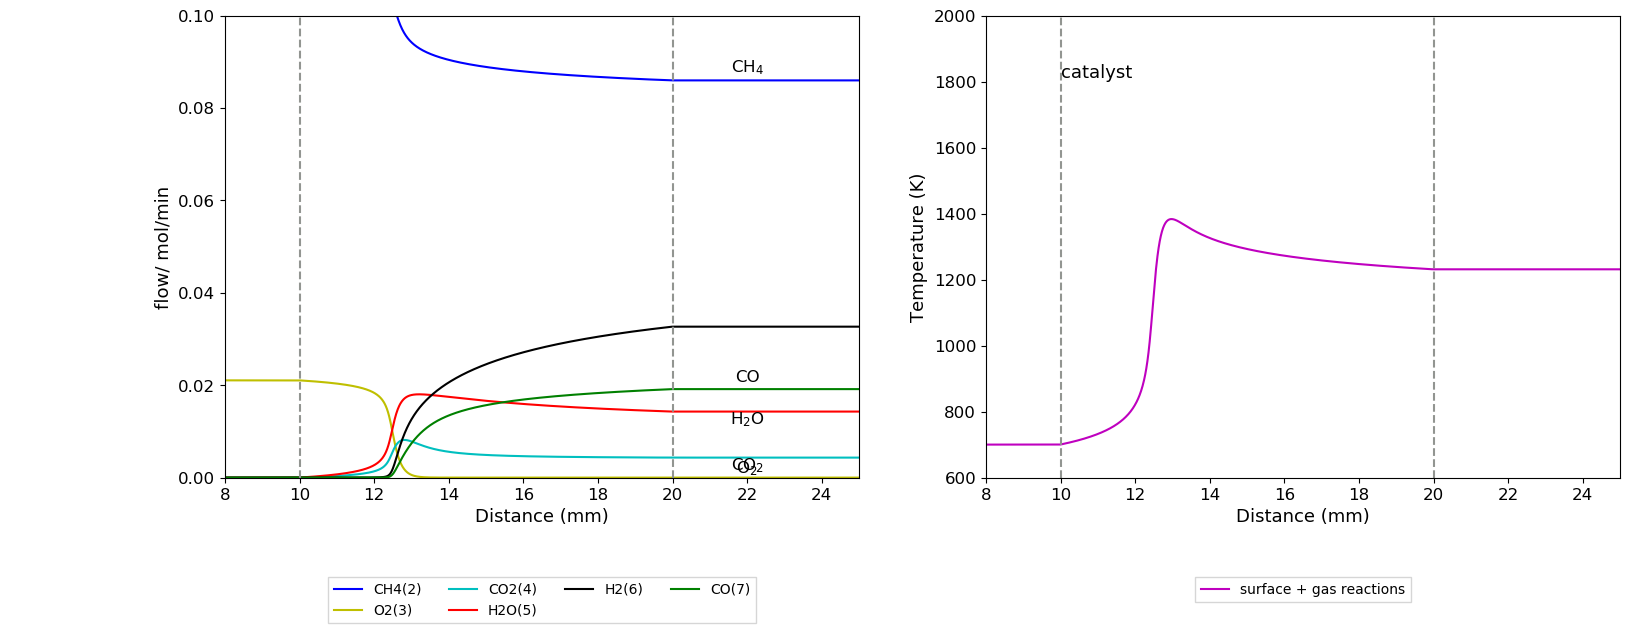 0.10
0.08
0.06
0.04
0.02
0.00
flow/ mol/min
CH₄
CO
H₂O
CO₂
O₂
8 10 12 14 16 18 20 22 24
Distance (mm)
CH4(2) CO2(4) H2(6) CO(7)
O2(3) H2O(5)
2000
1800
1600
1400
1200
1000
800
600
Temperature (K)
catalyst
8 10 12 14 16 18 20 22 24
Distance (mm)
surface + gas reactions